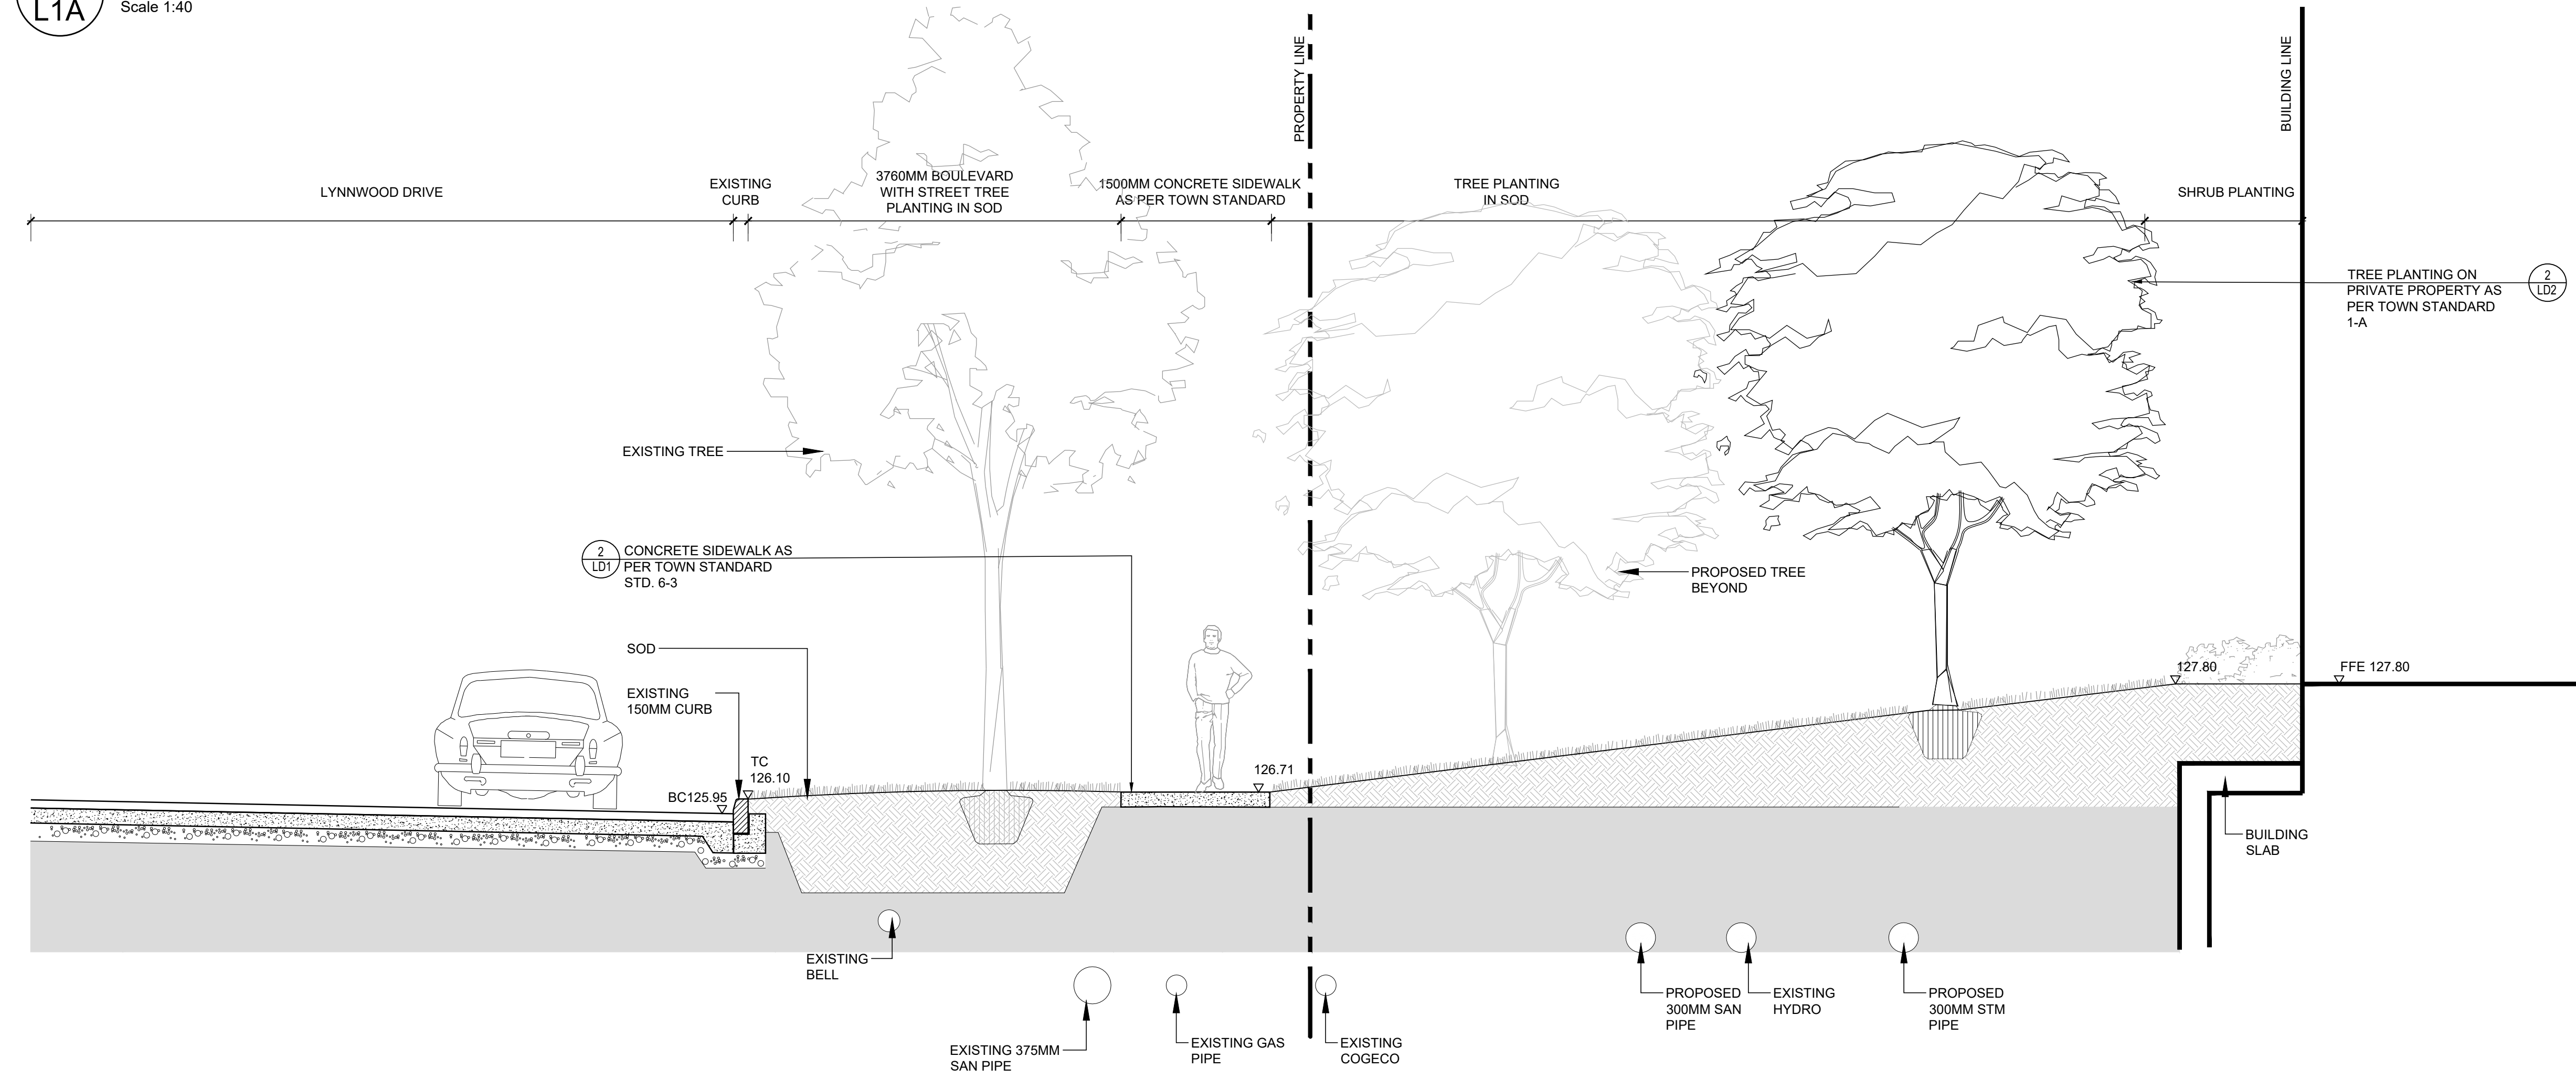 L1A
Scale 1:40
PROPERTY LINE
BUILDING LINE
LYNNWOOD DRIVE
EXISTING
CURB
3760MM BOULEVARD
WITH STREET TREE
PLANTING IN SOD
1500MM CONCRETE SIDEWALK
AS PER TOWN STANDARD
TREE PLANTING
IN SOD
SHRUB PLANTING
TREE PLANTING ON
PRIVATE PROPERTY AS
PER TOWN STANDARD
1-A
2
LD2
EXISTING TREE
2
LD1
CONCRETE SIDEWALK AS
PER TOWN STANDARD
STD. 6-3
PROPOSED TREE
BEYOND
SOD
EXISTING
150MM CURB
TC
126.10
BC125.95
126.71
127.80
FFE 127.80
BUILDING
SLAB
EXISTING
BELL
EXISTING 375MM
SAN PIPE
EXISTING GAS
PIPE
EXISTING
COGECO
PROPOSED
300MM SAN
PIPE
EXISTING
HYDRO
PROPOSED
300MM STM
PIPE